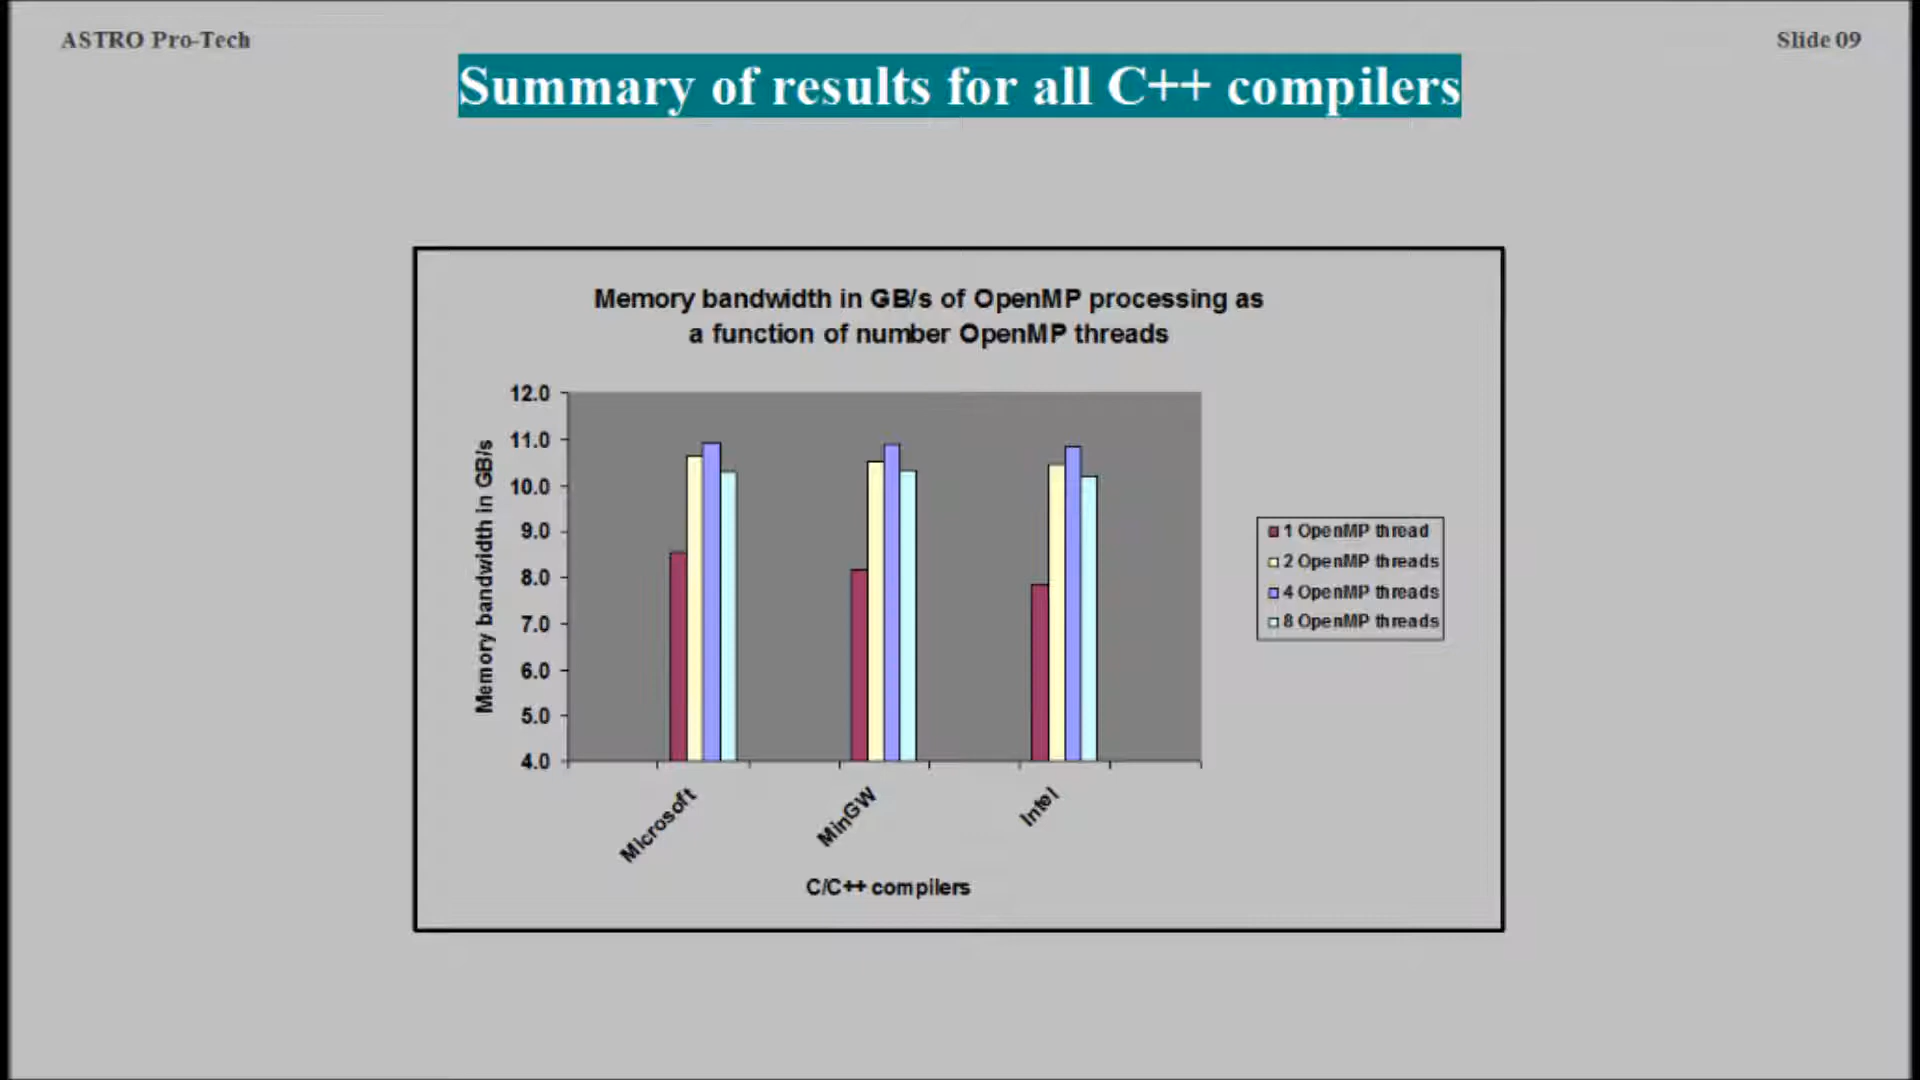 ASTRO Pro-Tech
Slide 09
Summary of results for all C++ compilers
Memory bandwidth in GB/s of OpenMP processing as
a function of number OpenMP threads
Memory bandwidth in GB/s
12.0
11.0
10.0
9.0
8.0
7.0
6.0
5.0
4.0
Microsoft
MinGW
Intel
C/C++ compilers
1 OpenMP thread
2 OpenMP threads
4 OpenMP threads
8 OpenMP threads